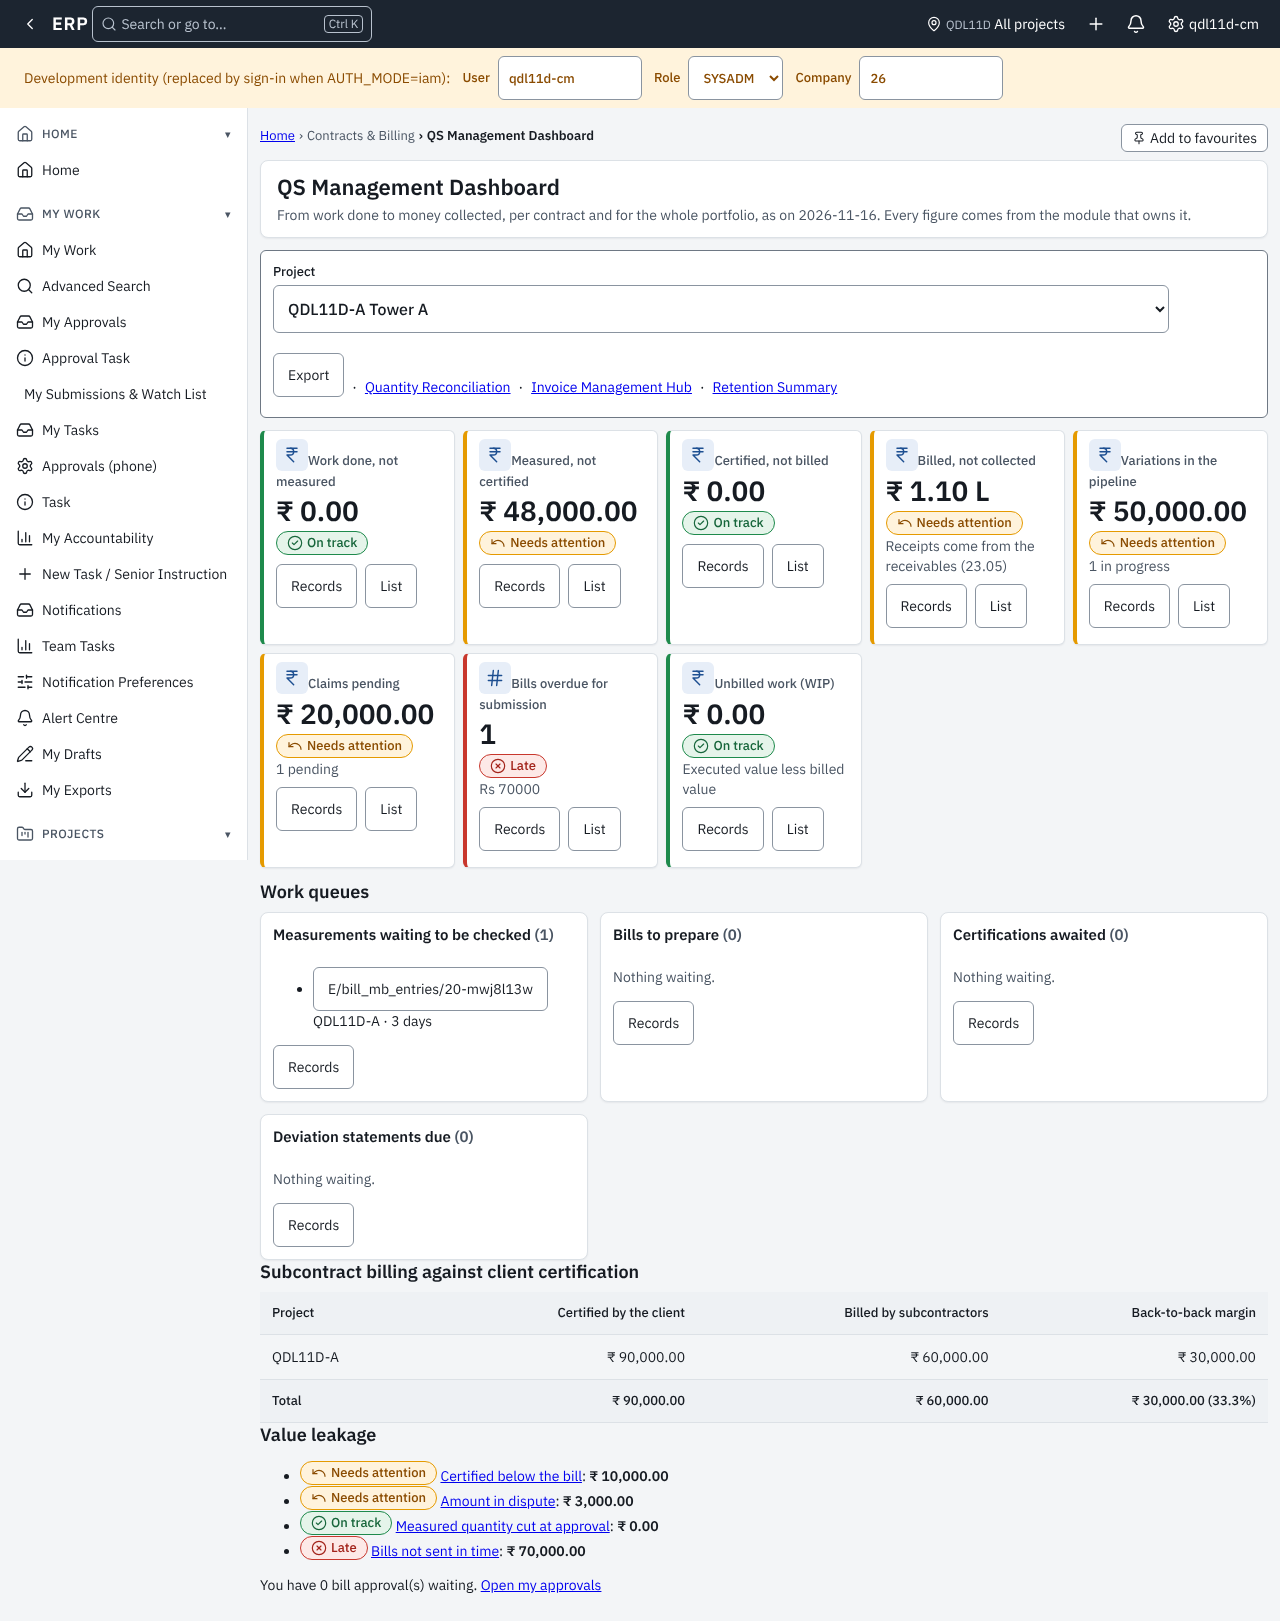 ERP
Search or go to...
Ctrl K
QDL11D All projects
qdl11d-cm
Development identity (replaced by sign-in when AUTH_MODE=iam):
User
qdl11d-cm
Role
SYSADM
Company
26
HOME
Home
MY WORK
My Work
Advanced Search
My Approvals
Approval Task
My Submissions & Watch List
My Tasks
Approvals (phone)
Task
My Accountability
New Task / Senior Instruction
Notifications
Team Tasks
Notification Preferences
Alert Centre
My Drafts
My Exports
PROJECTS
Home › Contracts & Billing › QS Management Dashboard
Add to favourites
QS Management Dashboard
From work done to money collected, per contract and for the whole portfolio, as on 2026-11-16. Every figure comes from the module that owns it.
Project
QDL11D-A Tower A
Export · Quantity Reconciliation · Invoice Management Hub · Retention Summary
₹ Work done, not
measured
₹ 0.00
On track
Records
List
₹ Measured, not
certified
₹ 48,000.00
Needs attention
Records
List
₹ Certified, not billed
₹ 0.00
On track
Records
List
₹ Billed, not collected
₹ 1.10 L
Needs attention
Receipts come from the
receivables (23.05)
Records
List
₹ Variations in the
pipeline
₹ 50,000.00
Needs attention
1 in progress
Records
List
₹ Claims pending
₹ 20,000.00
Needs attention
1 pending
Records
List
# Bills overdue for
submission
1
Late
Rs 70000
Records
List
₹ Unbilled work (WIP)
₹ 0.00
On track
Executed value less billed
value
Records
List
Work queues
Measurements waiting to be checked (1)
• E/bill_mb_entries/20-mwj8l13w
QDL11D-A · 3 days
Records
Bills to prepare (0)
Nothing waiting.
Records
Certifications awaited (0)
Nothing waiting.
Records
Deviation statements due (0)
Nothing waiting.
Records
Subcontract billing against client certification
Project Certified by the client Billed by subcontractors Back-to-back margin
QDL11D-A ₹ 90,000.00 ₹ 60,000.00 ₹ 30,000.00
Total ₹ 90,000.00 ₹ 60,000.00 ₹ 30,000.00 (33.3%)
Value leakage
• Needs attention Certified below the bill: ₹ 10,000.00
• Needs attention Amount in dispute: ₹ 3,000.00
• On track Measured quantity cut at approval: ₹ 0.00
• Late Bills not sent in time: ₹ 70,000.00
You have 0 bill approval(s) waiting. Open my approvals